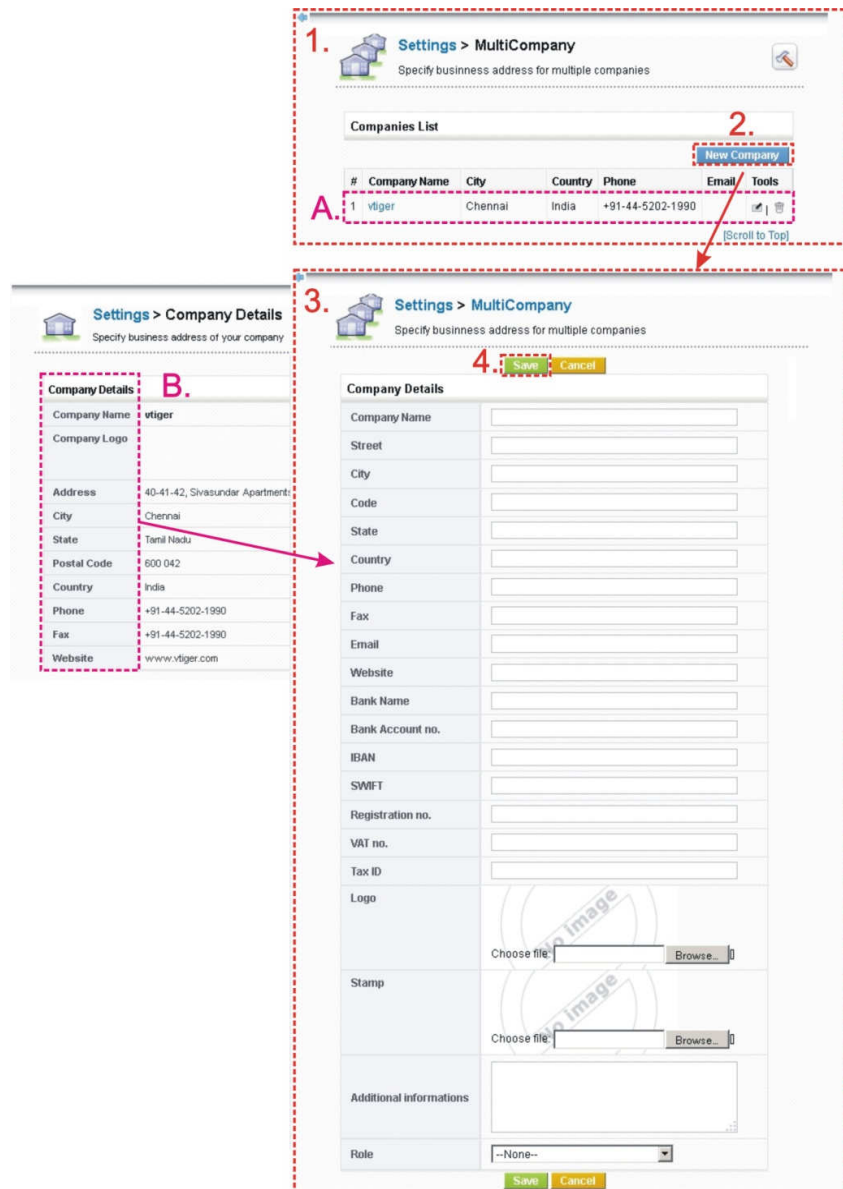 1.
Settings > MultiCompany
Specify businness address for multiple companies
Companies List
2.
New Company
# Company Name City Country Phone Email Tools
A.
1 vtiger Chennai India +91-44-5202-1990 |
[Scroll to Top]
Settings > Company Details
Specify business address of your company
B.
Company Details
Company Name vtiger
Company Logo
Address 40-41-42, Sivasundar Apartments
City Chennai
State Tamil Nadu
Postal Code 600 042
Country India
Phone +91-44-5202-1990
Fax +91-44-5202-1990
Website www.vtiger.com
3.
Settings > MultiCompany
Specify businness address for multiple companies
4.
Save Cancel
Company Details
Company Name
Street
City
Code
State
Country
Phone
Fax
Email
Website
Bank Name
Bank Account no.
IBAN
SWIFT
Registration no.
VAT no.
Tax ID
Logo
No image
Choose file: Browse...
Stamp
No image
Choose file: Browse...
Additional informations
Role --None--
Save Cancel